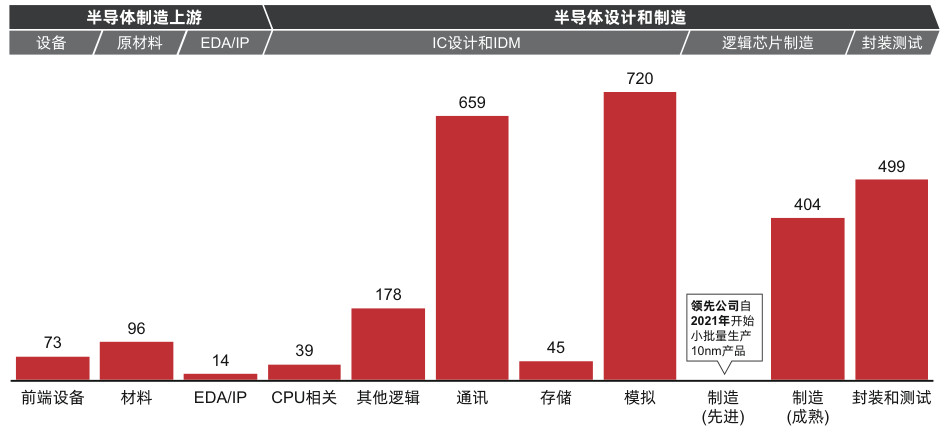 半导体制造上游
半导体设计和制造
设备
原材料
EDA/IP
IC设计和IDM
逻辑芯片制造
封装测试
73
96
14
39
178
659
45
720
领先公司自
2021年开始
小批量生产
10nm产品
404
499
前端设备
材料
EDA/IP
CPU相关
其他逻辑
通讯
存储
模拟
制造
(先进)
制造
(成熟)
封装和测试